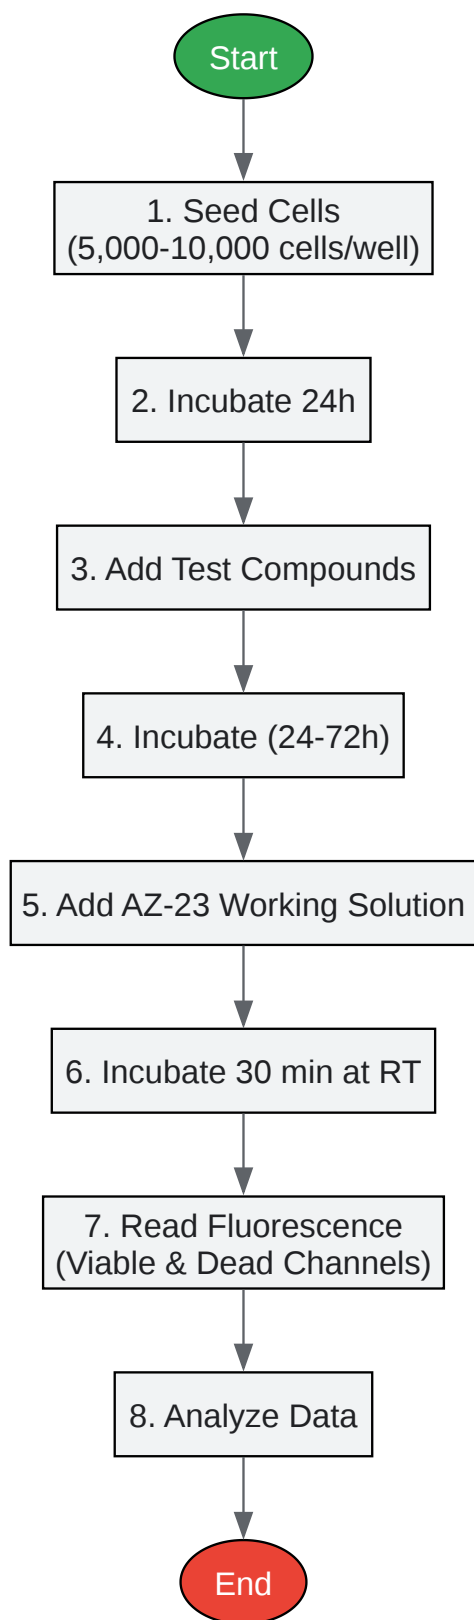 Start
1. Seed Cells
(5,000-10,000 cells/well)
2. Incubate 24h
3. Add Test Compounds
4. Incubate (24-72h)
5. Add AZ-23 Working Solution
6. Incubate 30 min at RT
7. Read Fluorescence
(Viable & Dead Channels)
8. Analyze Data
End